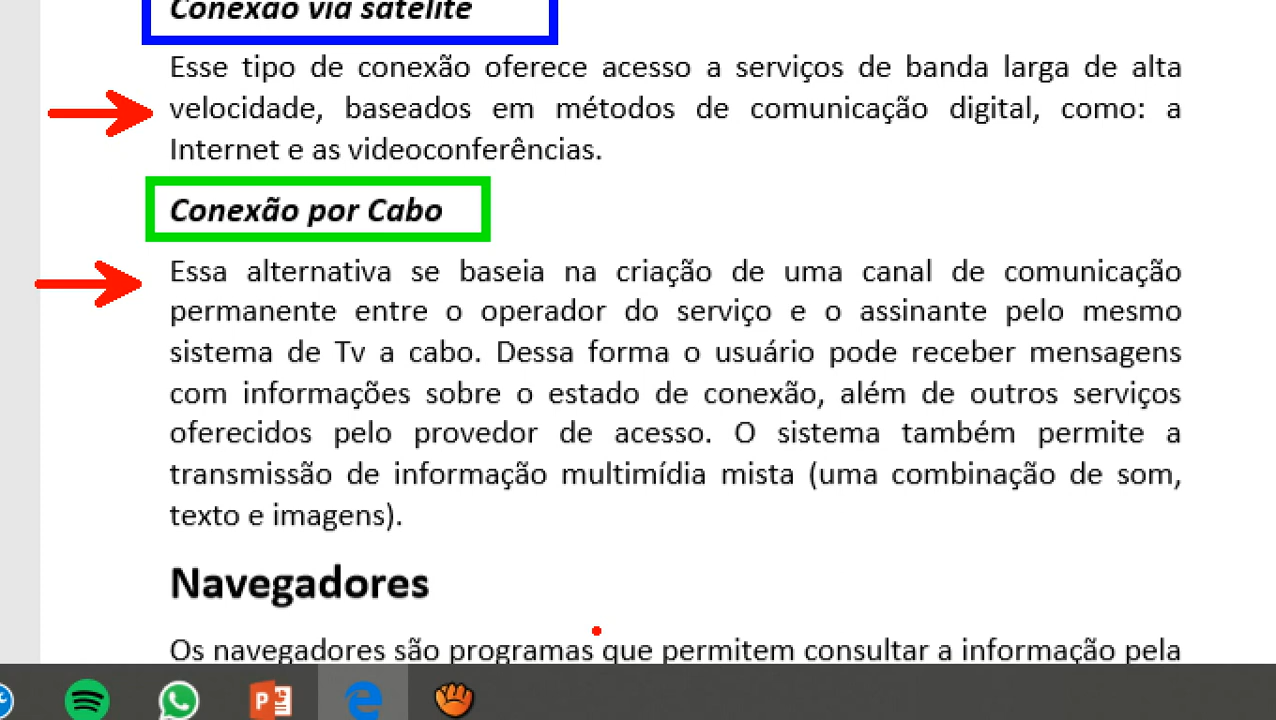 Conexão via satélite
Esse tipo de conexão oferece acesso a serviços de banda larga de alta
velocidade, baseados em métodos de comunicação digital, como: a
Internet e as videoconferências.
Conexão por Cabo
Essa alternativa se baseia na criação de uma canal de comunicação
permanente entre o operador do serviço e o assinante pelo mesmo
sistema de Tv a cabo. Dessa forma o usuário pode receber mensagens
com informações sobre o estado de conexão, além de outros serviços
oferecidos pelo provedor de acesso. O sistema também permite a
transmissão de informação multimídia mista (uma combinação de som,
texto e imagens).
Navegadores
Os navegadores são programas que permitem consultar a informação pela
P